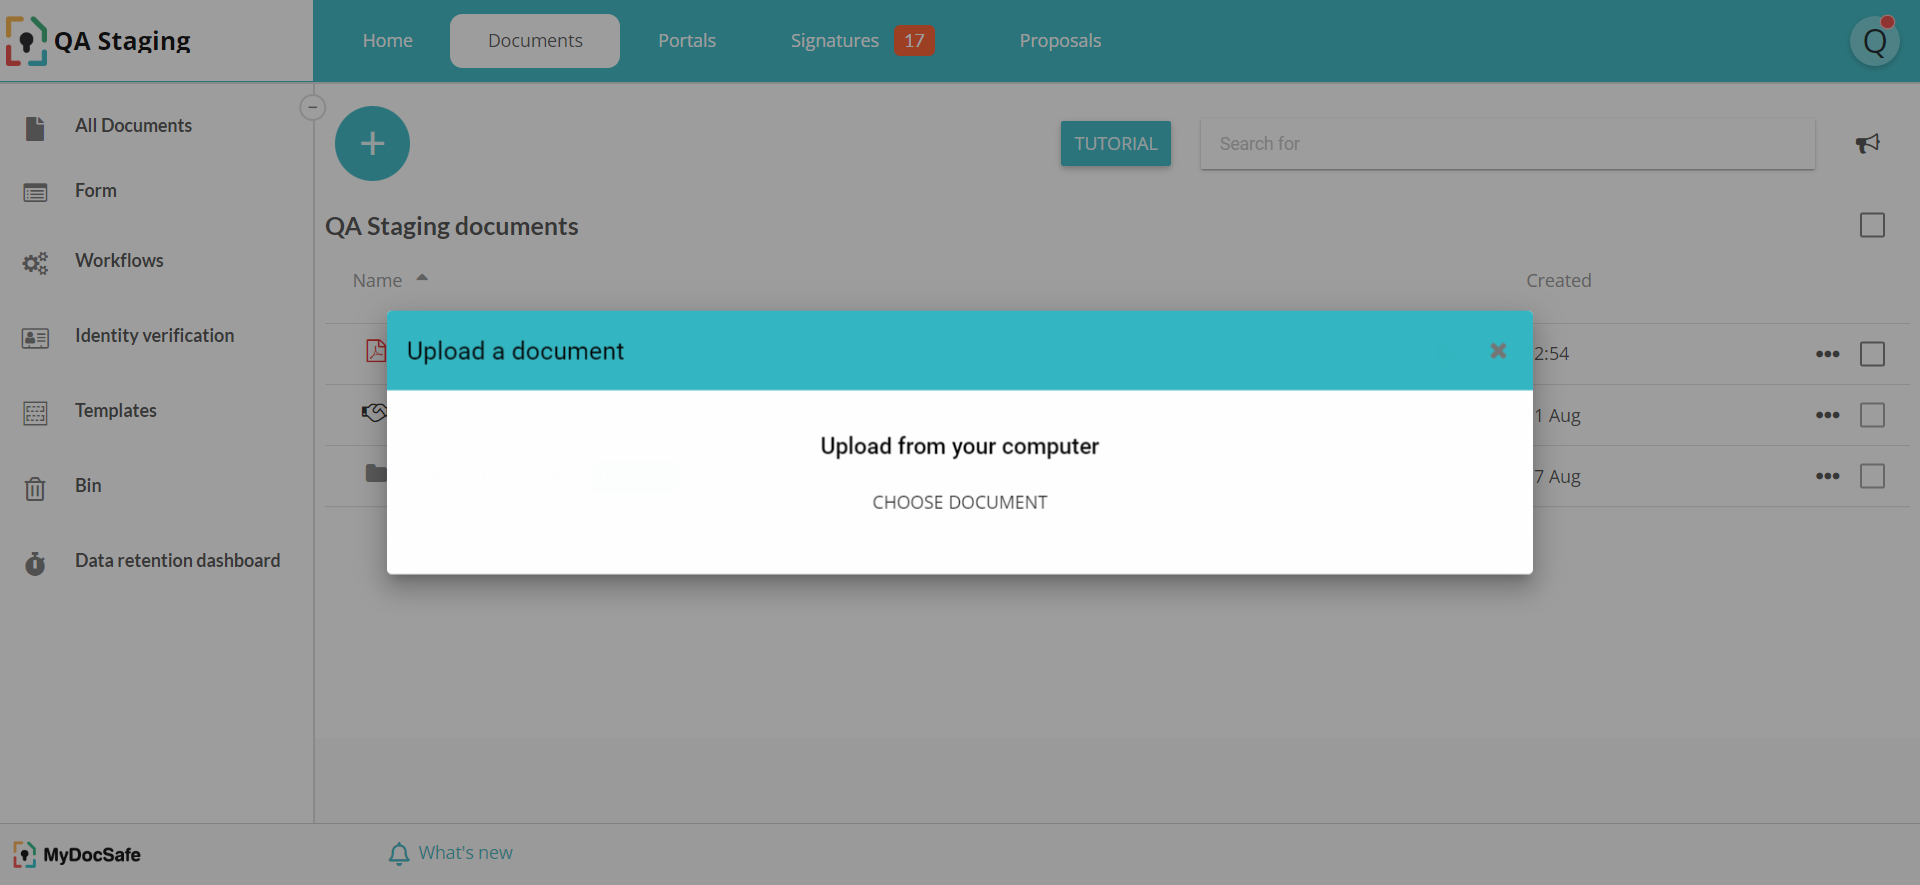 QA Staging
Home
Documents
Portals
Signatures 17
Proposals
Q
All Documents
Form
Workflows
Identity verification
Templates
Bin
Data retention dashboard
+
TUTORIAL
Search for
QA Staging documents
Name
Created
2:54
1 Aug
7 Aug
Upload a document
Upload from your computer
CHOOSE DOCUMENT
MyDocSafe
What's new